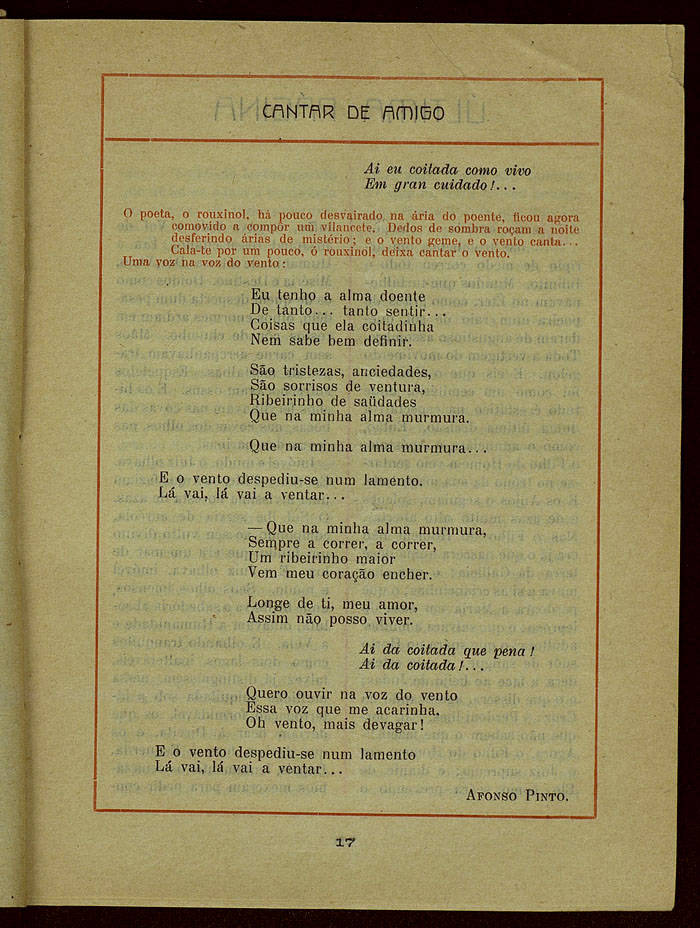 CANTAR DE AMIGO
Ai eu coitada como vivo
Em gran cuidado!...
O poeta, o rouxinol, há pouco desvairado na ária do poente, ficou agora
comovido a compôr um vilancete. Dedos de sombra roçam a noite
desferindo árias de mistério; e o vento geme, e o vento canta...
Cala-te por um pouco, ó rouxinol, deixa cantar o vento.
Uma voz na voz do vento:
Eu tenho a alma doente
De tanto... tanto sentir...
Coisas que ela coitadinha
Nem sabe bem definir.
São tristezas, anciedades,
São sorrisos de ventura,
Ribeirinho de saüdades
Que na minha alma murmura.
Que na minha alma murmura...
E o vento despediu-se num lamento.
Lá vai, lá vai a ventar...
— Que na minha alma murmura,
Sempre a correr, a correr,
Um ribeirinho maior
Vem meu coração encher.
Longe de ti, meu amor,
Assim não posso viver.
Ai da coitada que pena!
Ai da coitada!...
Quero ouvir na voz do vento
Essa voz que me acarinha,
Oh vento, mais devagar!
E o vento despediu-se num lamento
Lá vai, lá vai a ventar...
AFONSO PINTO.
17